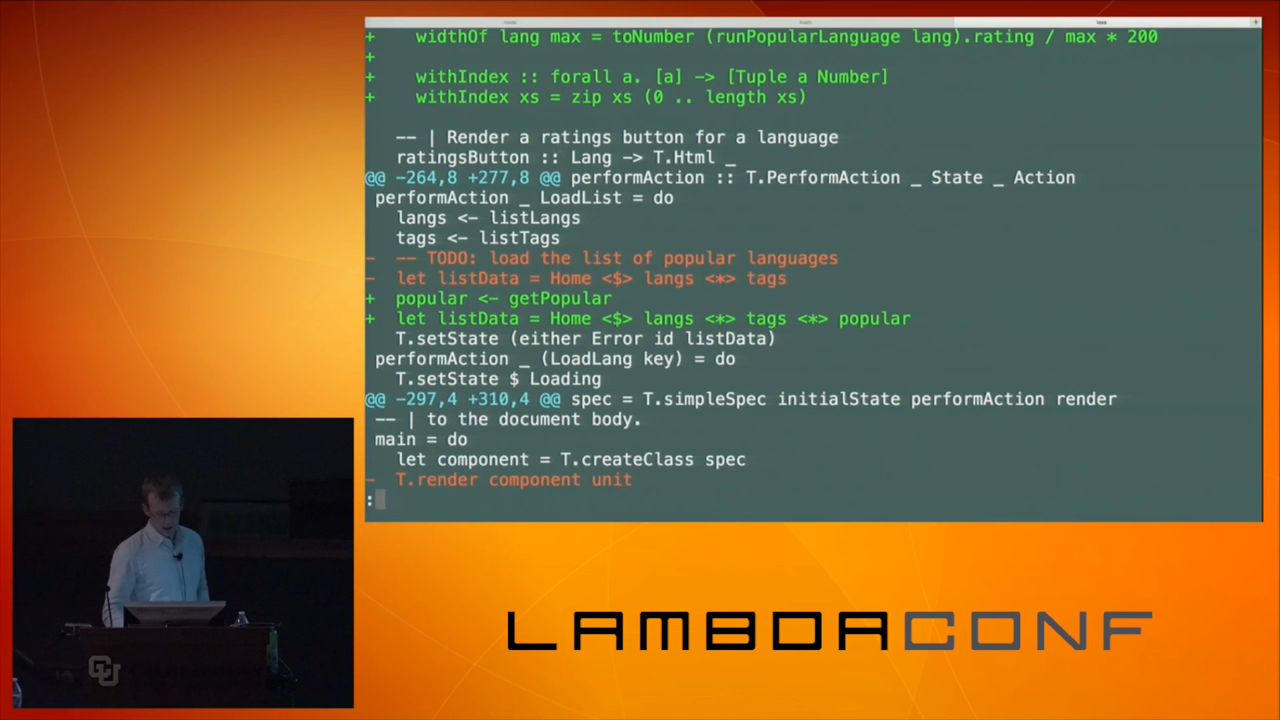 +    widthOf lang max = toNumber (runPopularLanguage lang).rating / max * 200
+
+    withIndex :: forall a. [a] -> [Tuple a Number]
+    withIndex xs = zip xs (0 .. length xs)
-- | Render a ratings button for a language
ratingsButton :: Lang -> T.Html _
@@ -264,8 +277,8 @@ performAction :: T.PerformAction _ State _ Action
performAction _ LoadList = do
langs <- listLangs
tags <- listTags
-  -- TODO: load the list of popular languages
-  let listData = Home <$> langs <*> tags
+  popular <- getPopular
+  let listData = Home <$> langs <*> tags <*> popular
T.setState (either Error id listData)
performAction _ (LoadLang key) = do
T.setState $ Loading
@@ -297,4 +310,4 @@ spec = T.simpleSpec initialState performAction render
-- | to the document body.
main = do
let component = T.createClass spec
-  T.render component unit
:
LAMBDACONF
CU